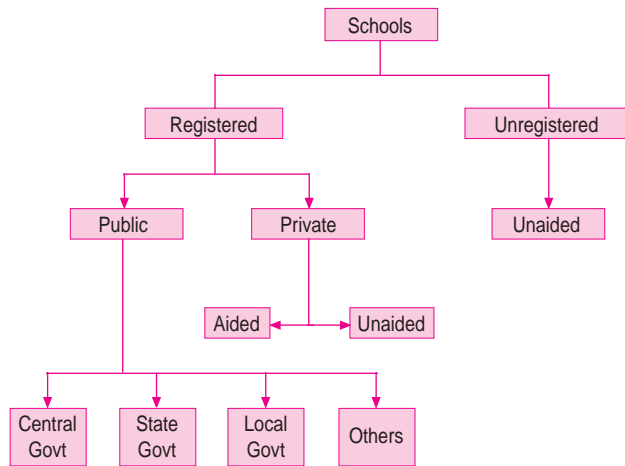 Schools
Registered
Unregistered
Public
Private
Unaided
Aided
Unaided
Central
Govt
State
Govt
Local
Govt
Others